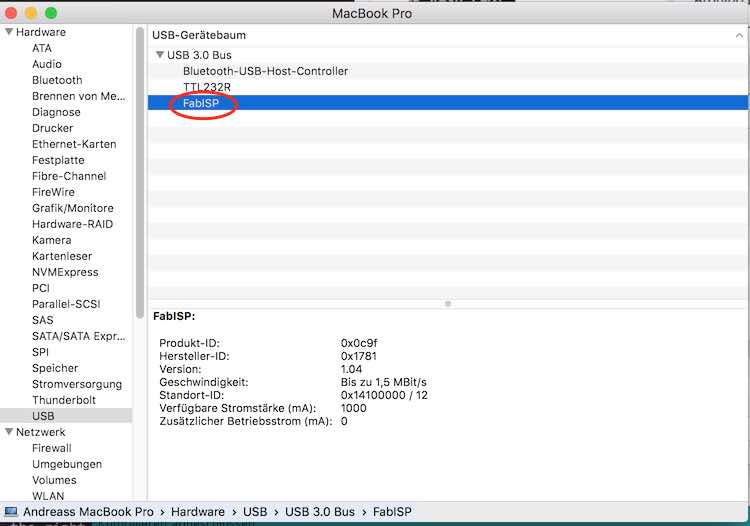 MacBook Pro
Hardware
ATA
Audio
Bluetooth
Brennen von Me...
Diagnose
Drucker
Ethernet-Karten
Festplatte
Fibre-Channel
FireWire
Grafik/Monitore
Hardware-RAID
Kamera
Kartenleser
NVMExpress
PCI
Parallel-SCSI
SAS
SATA/SATA Expr...
SPI
Speicher
Stromversorgung
Thunderbolt
USB
Netzwerk
Firewall
Umgebungen
Volumes
WLAN
USB-Gerätebaum
USB 3.0 Bus
Bluetooth-USB-Host-Controller
TTL232R
FabISP
FabISP:
Produkt-ID: 0x0c9f
Hersteller-ID: 0x1781
Version: 1.04
Geschwindigkeit: Bis zu 1,5 MBit/s
Standort-ID: 0x14100000 / 12
Verfügbare Stromstärke (mA): 1000
Zusätzlicher Betriebsstrom (mA): 0
Andreass MacBook Pro › Hardware › USB › USB 3.0 Bus › FabISP